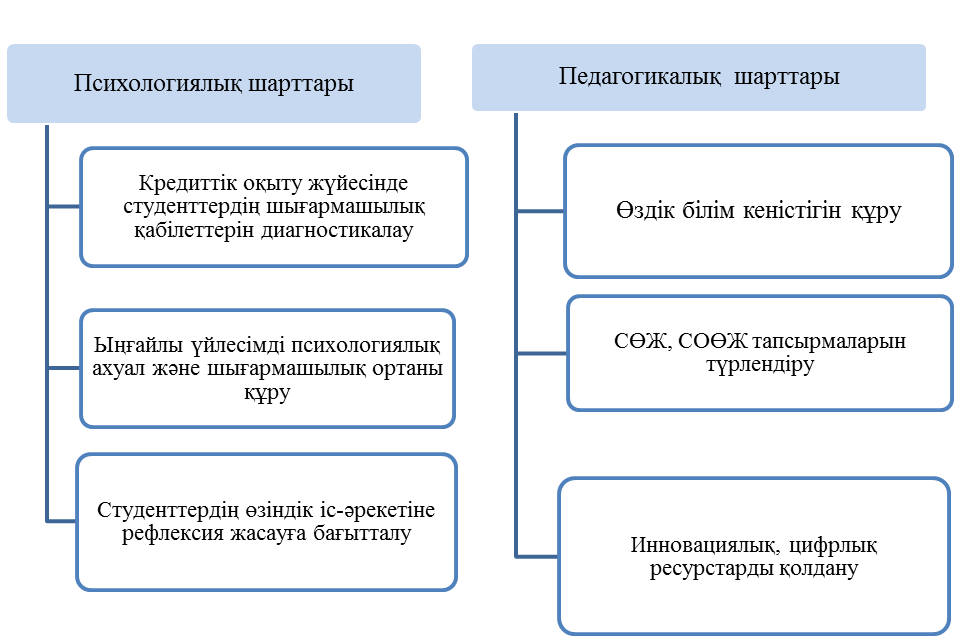 Психологиялық шарттары
Кредиттік оқыту жүйесінде
студенттердің шығармашылық
қабілеттерін диагностикалау
Ыңғайлы үйлесімді психологиялық
ахуал және шығармашылық ортаны
құру
Студенттердің өзіндік іс-әрекетіне
рефлексия жасауға бағытталу
Педагогикалық шарттары
Өздік білім кеністігін құру
СӨЖ, СОӨЖ тапсырмаларын
түрлендіру
Инновациялық, цифрлық
ресурстарды қолдану